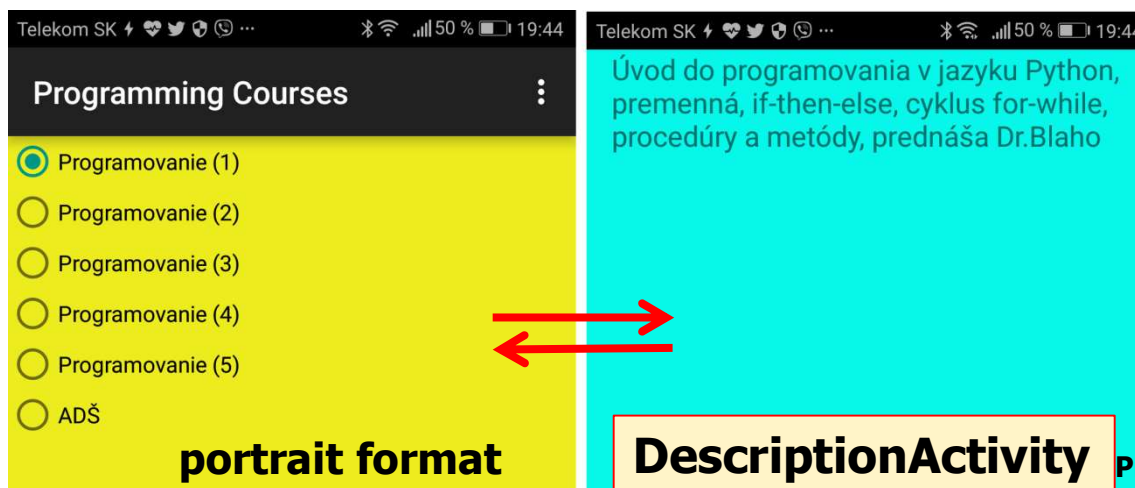 Telekom SK ... 50 % 19:44
Programming Courses
Programovanie (1)
Programovanie (2)
Programovanie (3)
Programovanie (4)
Programovanie (5)
ADŠ
portrait format
Telekom SK ... 50 % 19:44
Úvod do programovania v jazyku Python,
premenná, if-then-else, cyklus for-while,
procedúry a metódy, prednáša Dr.Blaho
DescriptionActivity
P